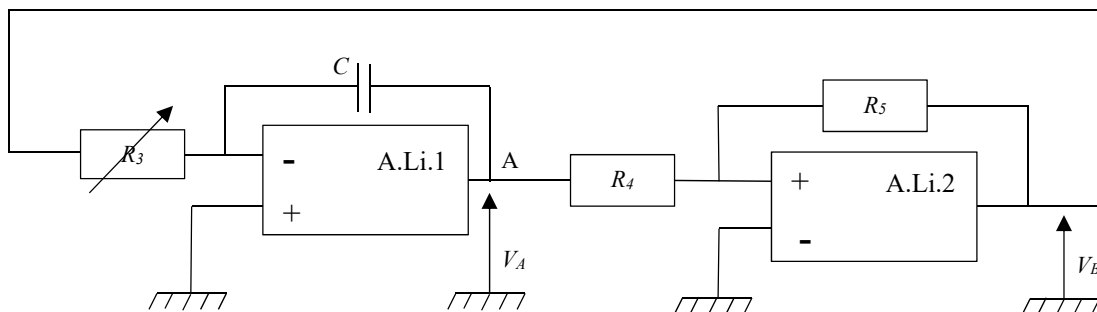 C
R3
-
+
A.Li.1
A
VA
R4
R5
+
-
A.Li.2
VB